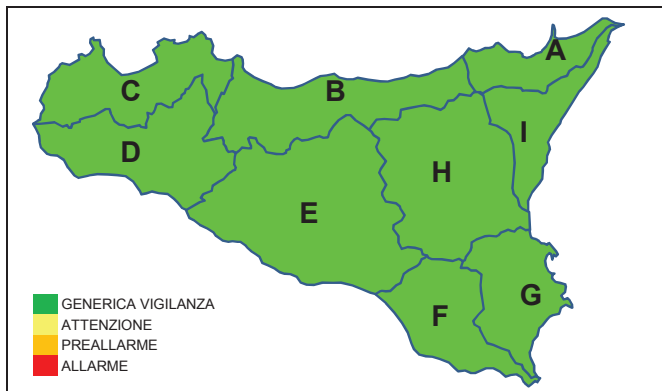 A
B
C
I
D
H
E
G
F
GENERICA VIGILANZA
ATTENZIONE
PREALLARME
ALLARME